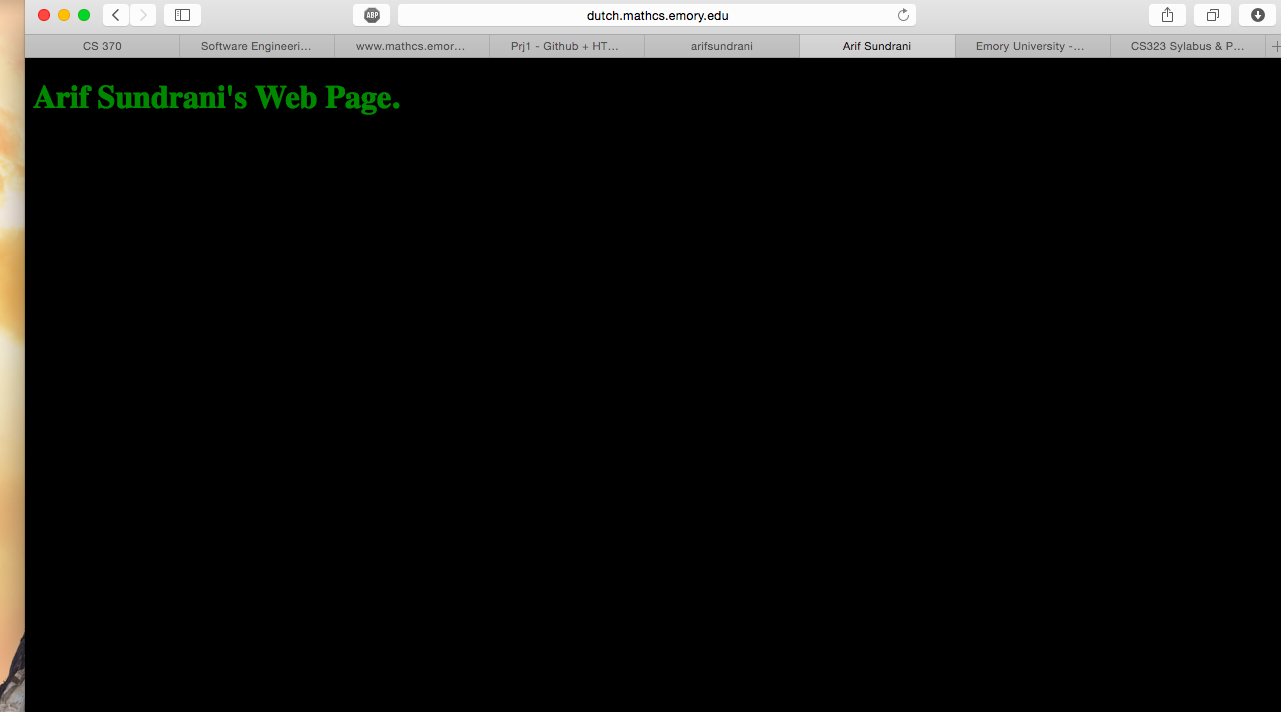 ABP
dutch.mathcs.emory.edu
CS 370
Software Engineeri...
www.mathcs.emor...
Prj1 - Github + HT...
arifsundrani
Arif Sundrani
Emory University -...
CS323 Sylabus & P...
Arif Sundrani's Web Page.